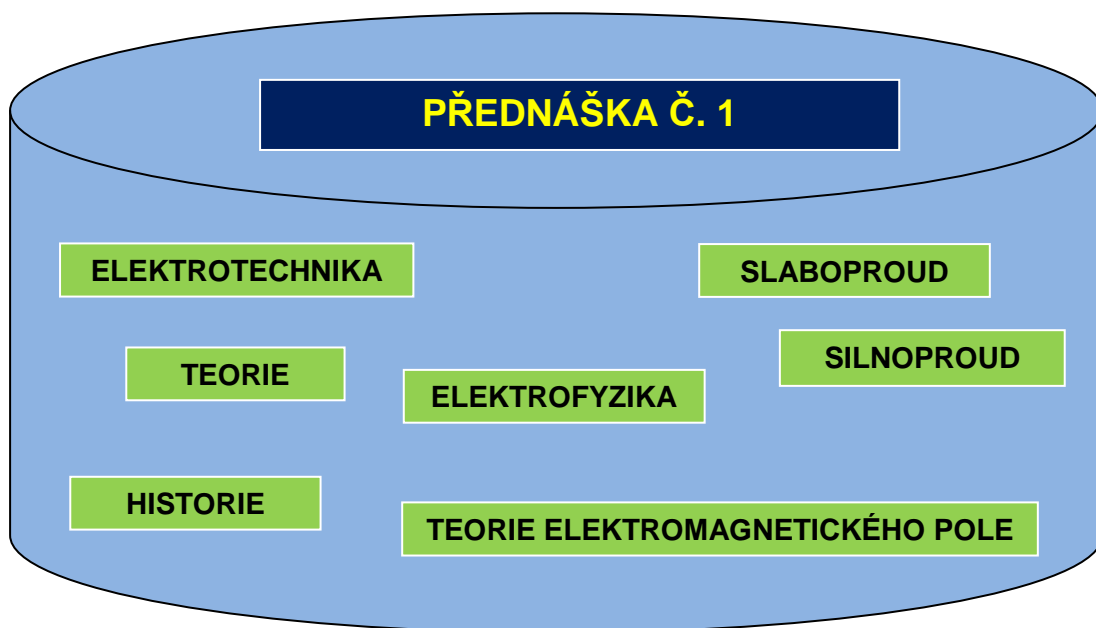 PŘEDNÁŠKA Č. 1
ELEKTROTECHNIKA
SLABOPROUD
TEORIE
SILNOPROUD
ELEKTROFYZIKA
HISTORIE
TEORIE ELEKTROMAGNETICKÉHO POLE